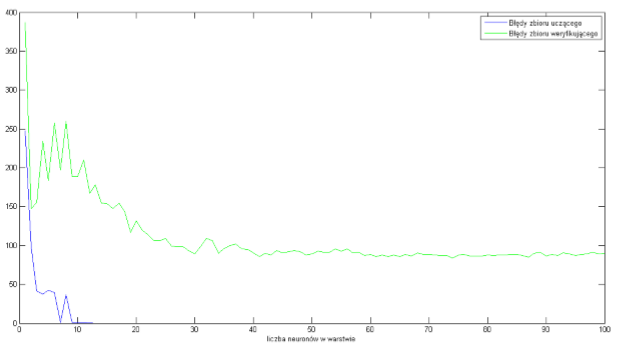 400
350
300
250
200
150
100
50
0
0 10 20 30 40 50 60 70 80 90 100
liczba neuronów w warstwie
Błędy zbioru uczącego
Błędy zbioru weryfikującego